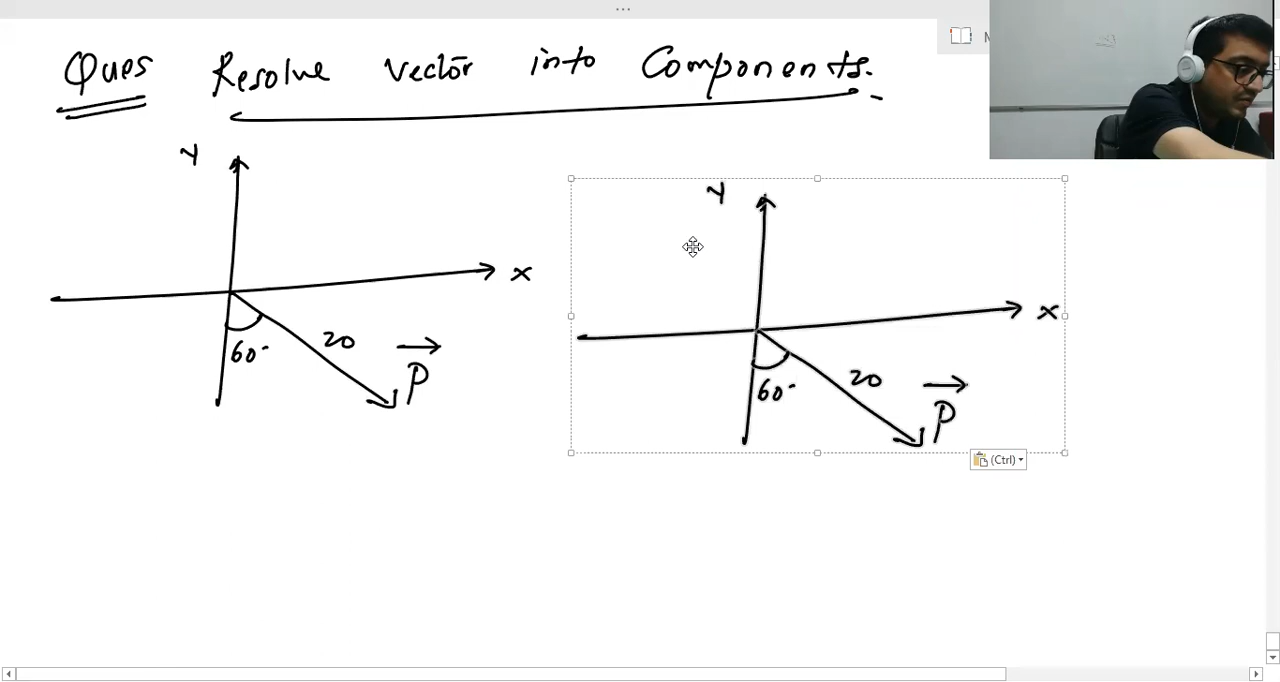 Ques Resolve vector into Components.
Y
x
60°
20
P
Y
x
60°
20
P
(Ctrl)